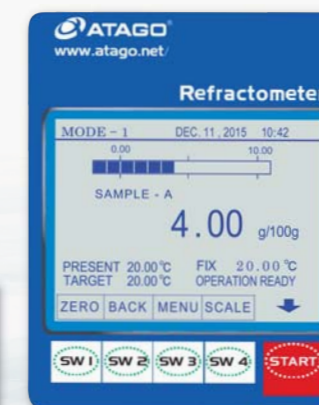 ATAGO®
www.atago.net/
Refractometer
MODE – 1 DEC. 11 , 2015 10:42
0.00 10.00
SAMPLE - A
4.00 g/100g
PRESENT 20.00℃ FIX 20.00℃
TARGET 20.00℃ OPERATION READY
ZERO BACK MENU SCALE
SW 1 SW 2 SW 3 SW 4 START